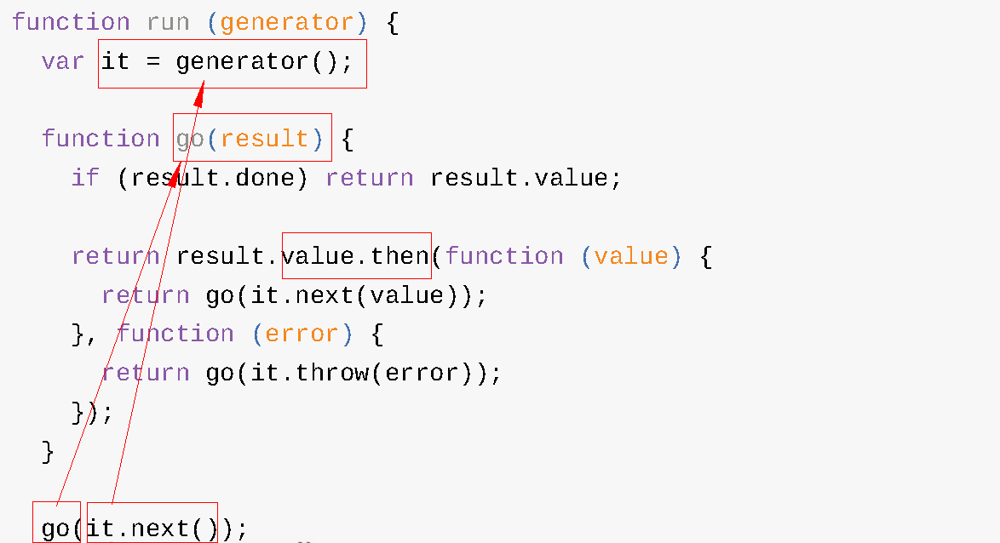 function run (generator) {
var it = generator();
function go(result) {
if (result.done) return result.value;
return result.value.then(function (value) {
return go(it.next(value));
}, function (error) {
return go(it.throw(error));
});
}
go(it.next());